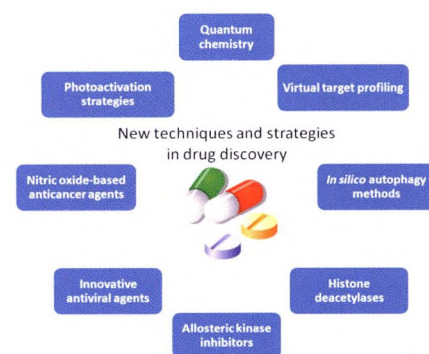 Quantum
chemistry
Photoactivation
strategies
Virtual target profiling
New techniques and strategies
in drug discovery
Nitric oxide-based
anticancer agents
In silico autophagy
methods
Innovative
antiviral agents
Histone
deacetylases
Allosteric kinase
inhibitors